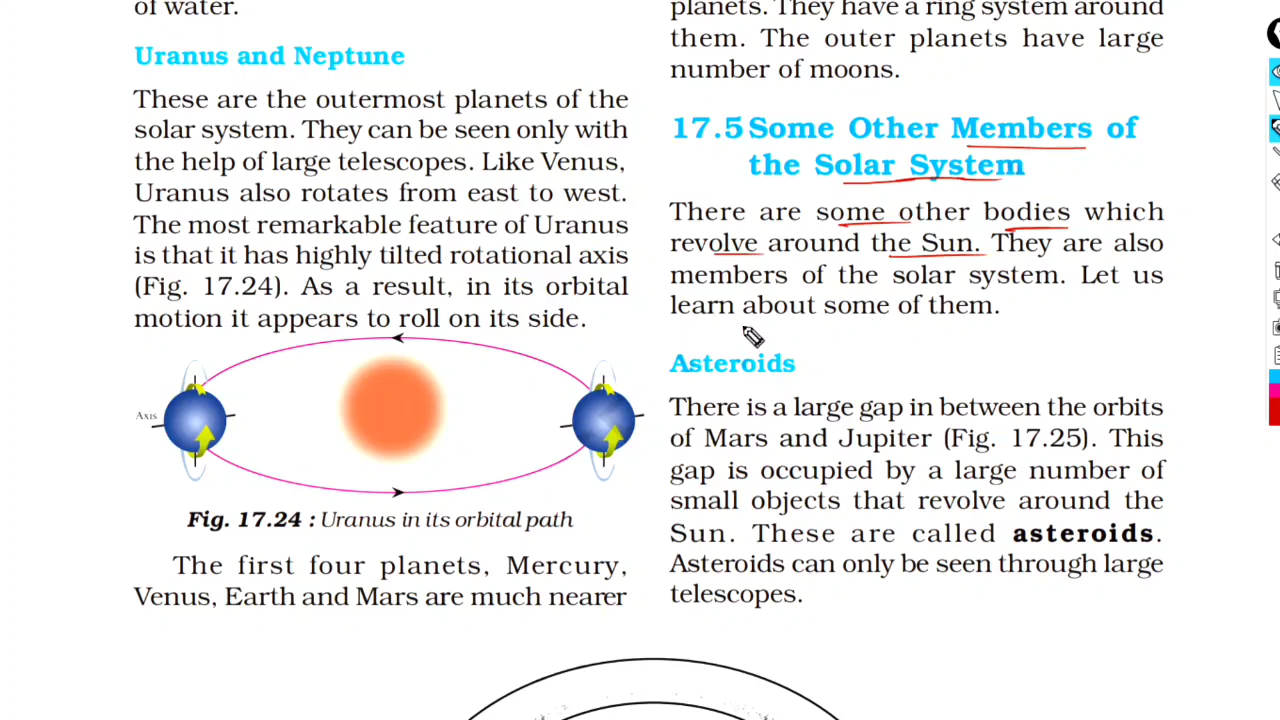 of water.
Uranus and Neptune
These are the outermost planets of the
solar system. They can be seen only with
the help of large telescopes. Like Venus,
Uranus also rotates from east to west.
The most remarkable feature of Uranus
is that it has highly tilted rotational axis
(Fig. 17.24). As a result, in its orbital
motion it appears to roll on its side.
Axis
Fig. 17.24 : Uranus in its orbital path
The first four planets, Mercury,
Venus, Earth and Mars are much nearer
planets. They have a ring system around
them. The outer planets have large
number of moons.
17.5 Some Other Members of
the Solar System
There are some other bodies which
revolve around the Sun. They are also
members of the solar system. Let us
learn about some of them.
Asteroids
There is a large gap in between the orbits
of Mars and Jupiter (Fig. 17.25). This
gap is occupied by a large number of
small objects that revolve around the
Sun. These are called asteroids.
Asteroids can only be seen through large
telescopes.